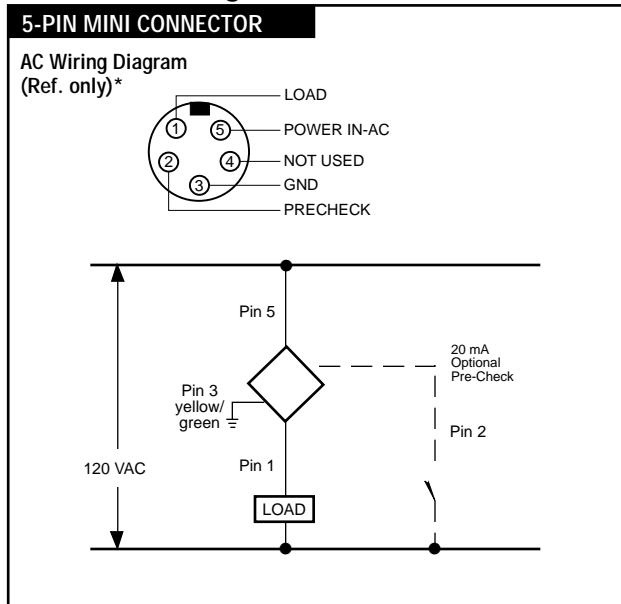 5-PIN MINI CONNECTOR
AC Wiring Diagram
(Ref. only)*
LOAD
1
5
POWER IN-AC
2
4
NOT USED
3
GND
PRECHECK
Pin 5
20 mA
Optional
Pre-Check
Pin 3
yellow/
green
Pin 2
Pin 1
120 VAC
LOAD